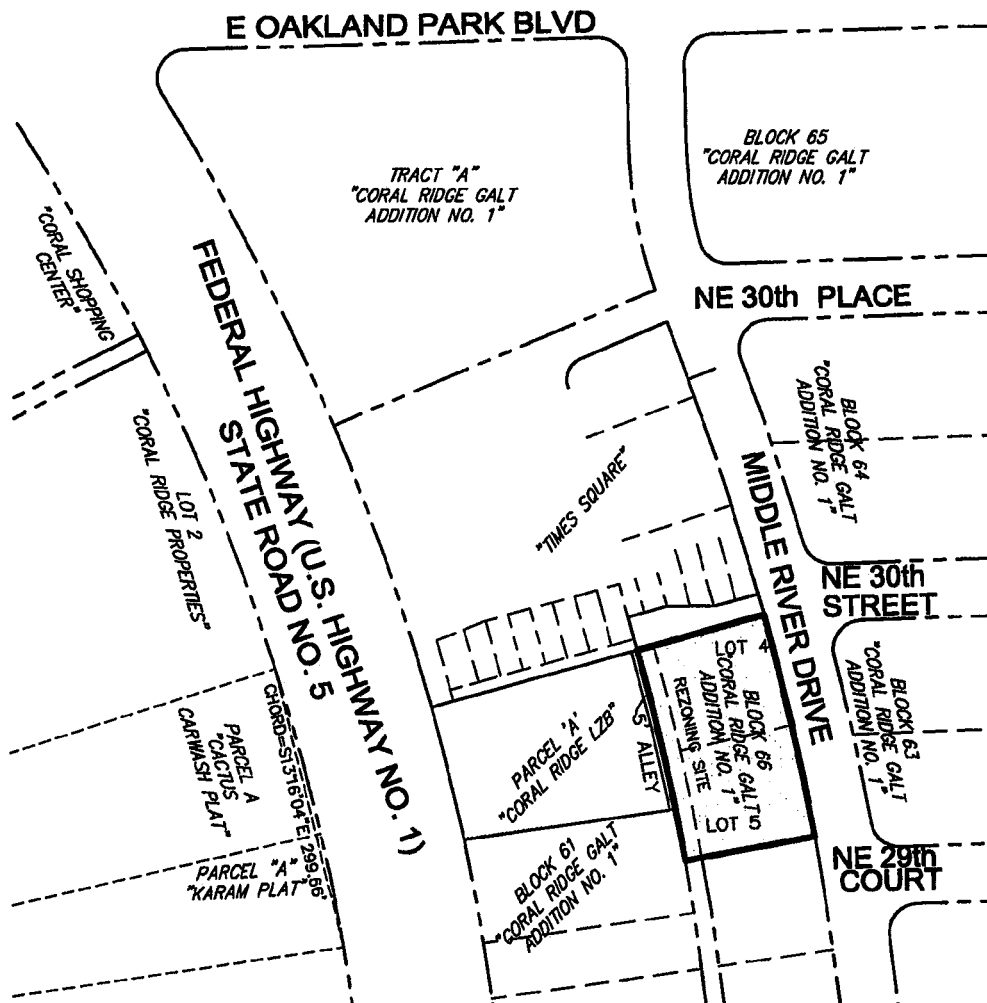 E OAKLAND PARK BLVD
TRACT "A"
"CORAL RIDGE GALT
ADDITION NO. 1"
BLOCK 65
"CORAL RIDGE GALT
ADDITION NO. 1"
"CORAL SHOPPING
CENTER"
FEDERAL HIGHWAY (U.S. HIGHWAY NO. 1)
STATE ROAD NO. 5
NE 30th PLACE
BLOCK 64
"CORAL RIDGE GALT
ADDITION NO. 1"
LOT 2
"CORAL RIDGE PROPERTIES"
"TIMES SQUARE"
MIDDLE RIVER DRIVE
NE 30th
STREET
LOT 4
BLOCK 66
"CORAL RIDGE GALT
ADDITION NO. 1"
REZONING SITE
LOT 5
5' ALLEY
BLOCK 63
"CORAL RIDGE GALT
ADDITION NO. 1"
PARCEL 'A'
"CORAL RIDGE LZB"
CHORD=S13°16'04"E 299.66'
PARCEL A
"CACTUS
CARWASH PLAT"
PARCEL "A"
"KARAM PLAT"
BLOCK 61
"CORAL RIDGE GALT
ADDITION NO. 1"
NE 29th
COURT